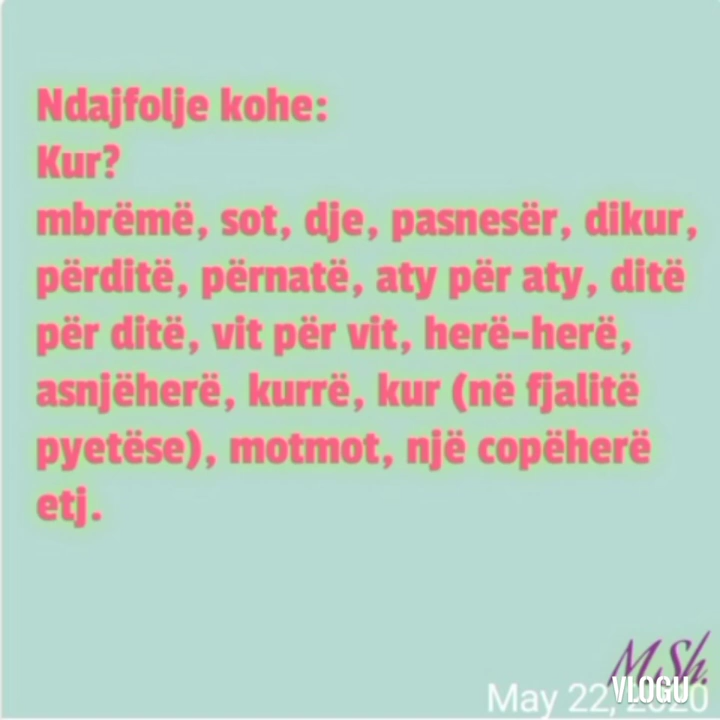 Ndajfolje kohe:
Kur?
mbrëmë, sot, dje, pasnesër, dikur,
përditë, përnatë, aty për aty, ditë
për ditë, vit për vit, herë-herë,
asnjëherë, kurrë, kur (në fjalitë
pyetëse), motmot, një copëherë
etj.
M.Sh.
VLOGU
May 22, 2020